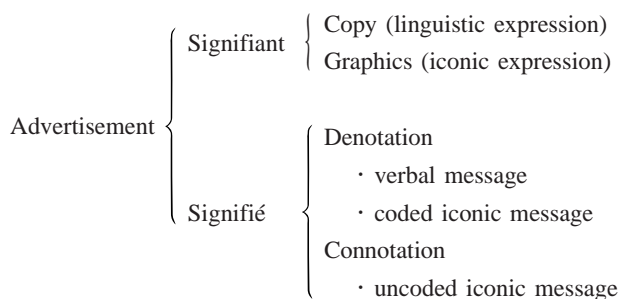 Copy (linguistic expression)
Signifiant
Graphics (iconic expression)
Advertisement
Denotation
· verbal message
Signifié
· coded iconic message
Connotation
· uncoded iconic message